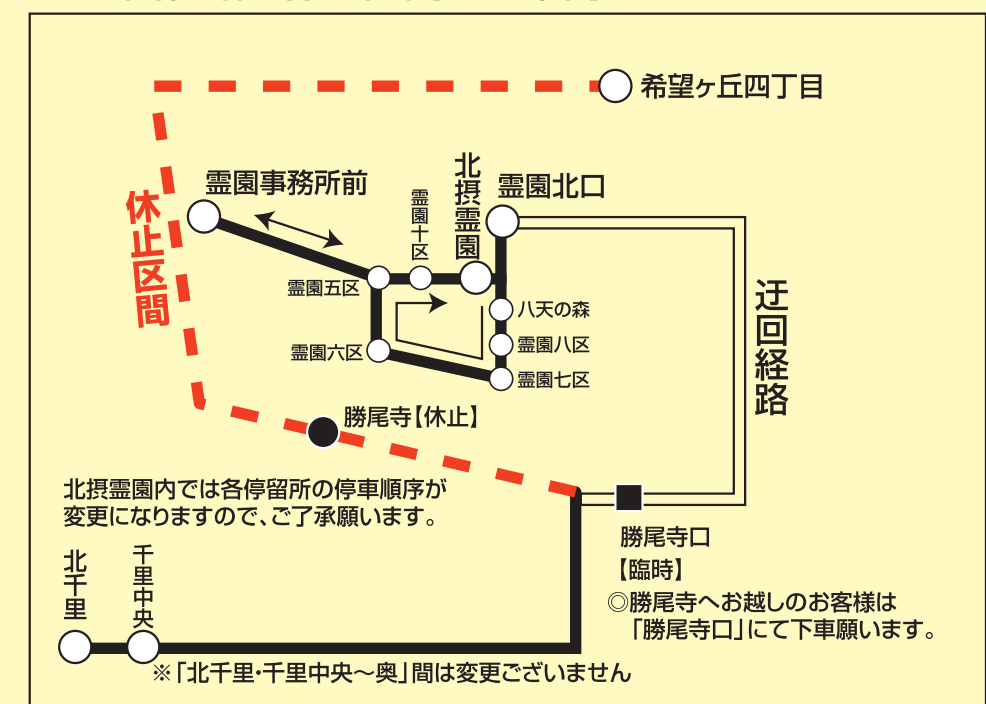 希望ヶ丘四丁目
休止区間
霊園事務所前
霊園十区
北摂霊園
霊園北口
霊園五区
八天の森
霊園六区
霊園八区
霊園七区
迂回経路
勝尾寺【休止】
北摂霊園内では各停留所の停車順序が
変更になりますので、ご了承願います。
勝尾寺口
【臨時】
◎勝尾寺へお越しのお客様は
「勝尾寺口」にて下車願います。
北千里
千里中央
※「北千里・千里中央～奥」間は変更ございません